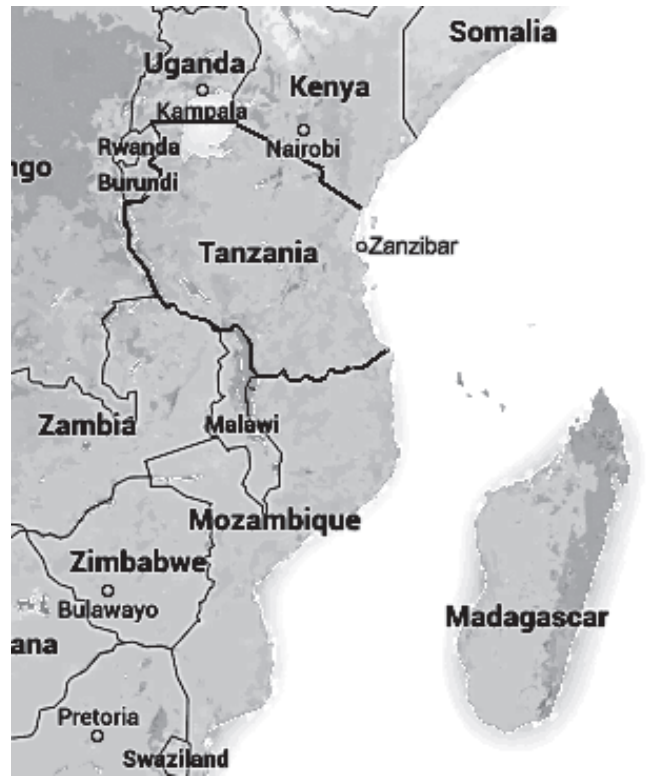 Somalia
Uganda
Kenya
Kampala
Rwanda
Nairobi
ngo
Burundi
Tanzania
Zanzibar
Zambia
Malawi
Mozambique
Zimbabwe
Bulawayo
Madagascar
ana
Pretoria
Swaziland